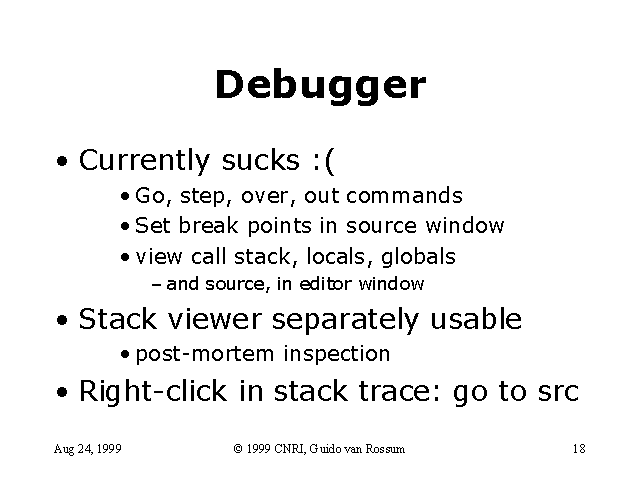 Debugger
• Currently sucks :(
• Go, step, over, out commands
• Set break points in source window
• view call stack, locals, globals
– and source, in editor window
• Stack viewer separately usable
• post-mortem inspection
• Right-click in stack trace: go to src
Aug 24, 1999 © 1999 CNRI, Guido van Rossum 18